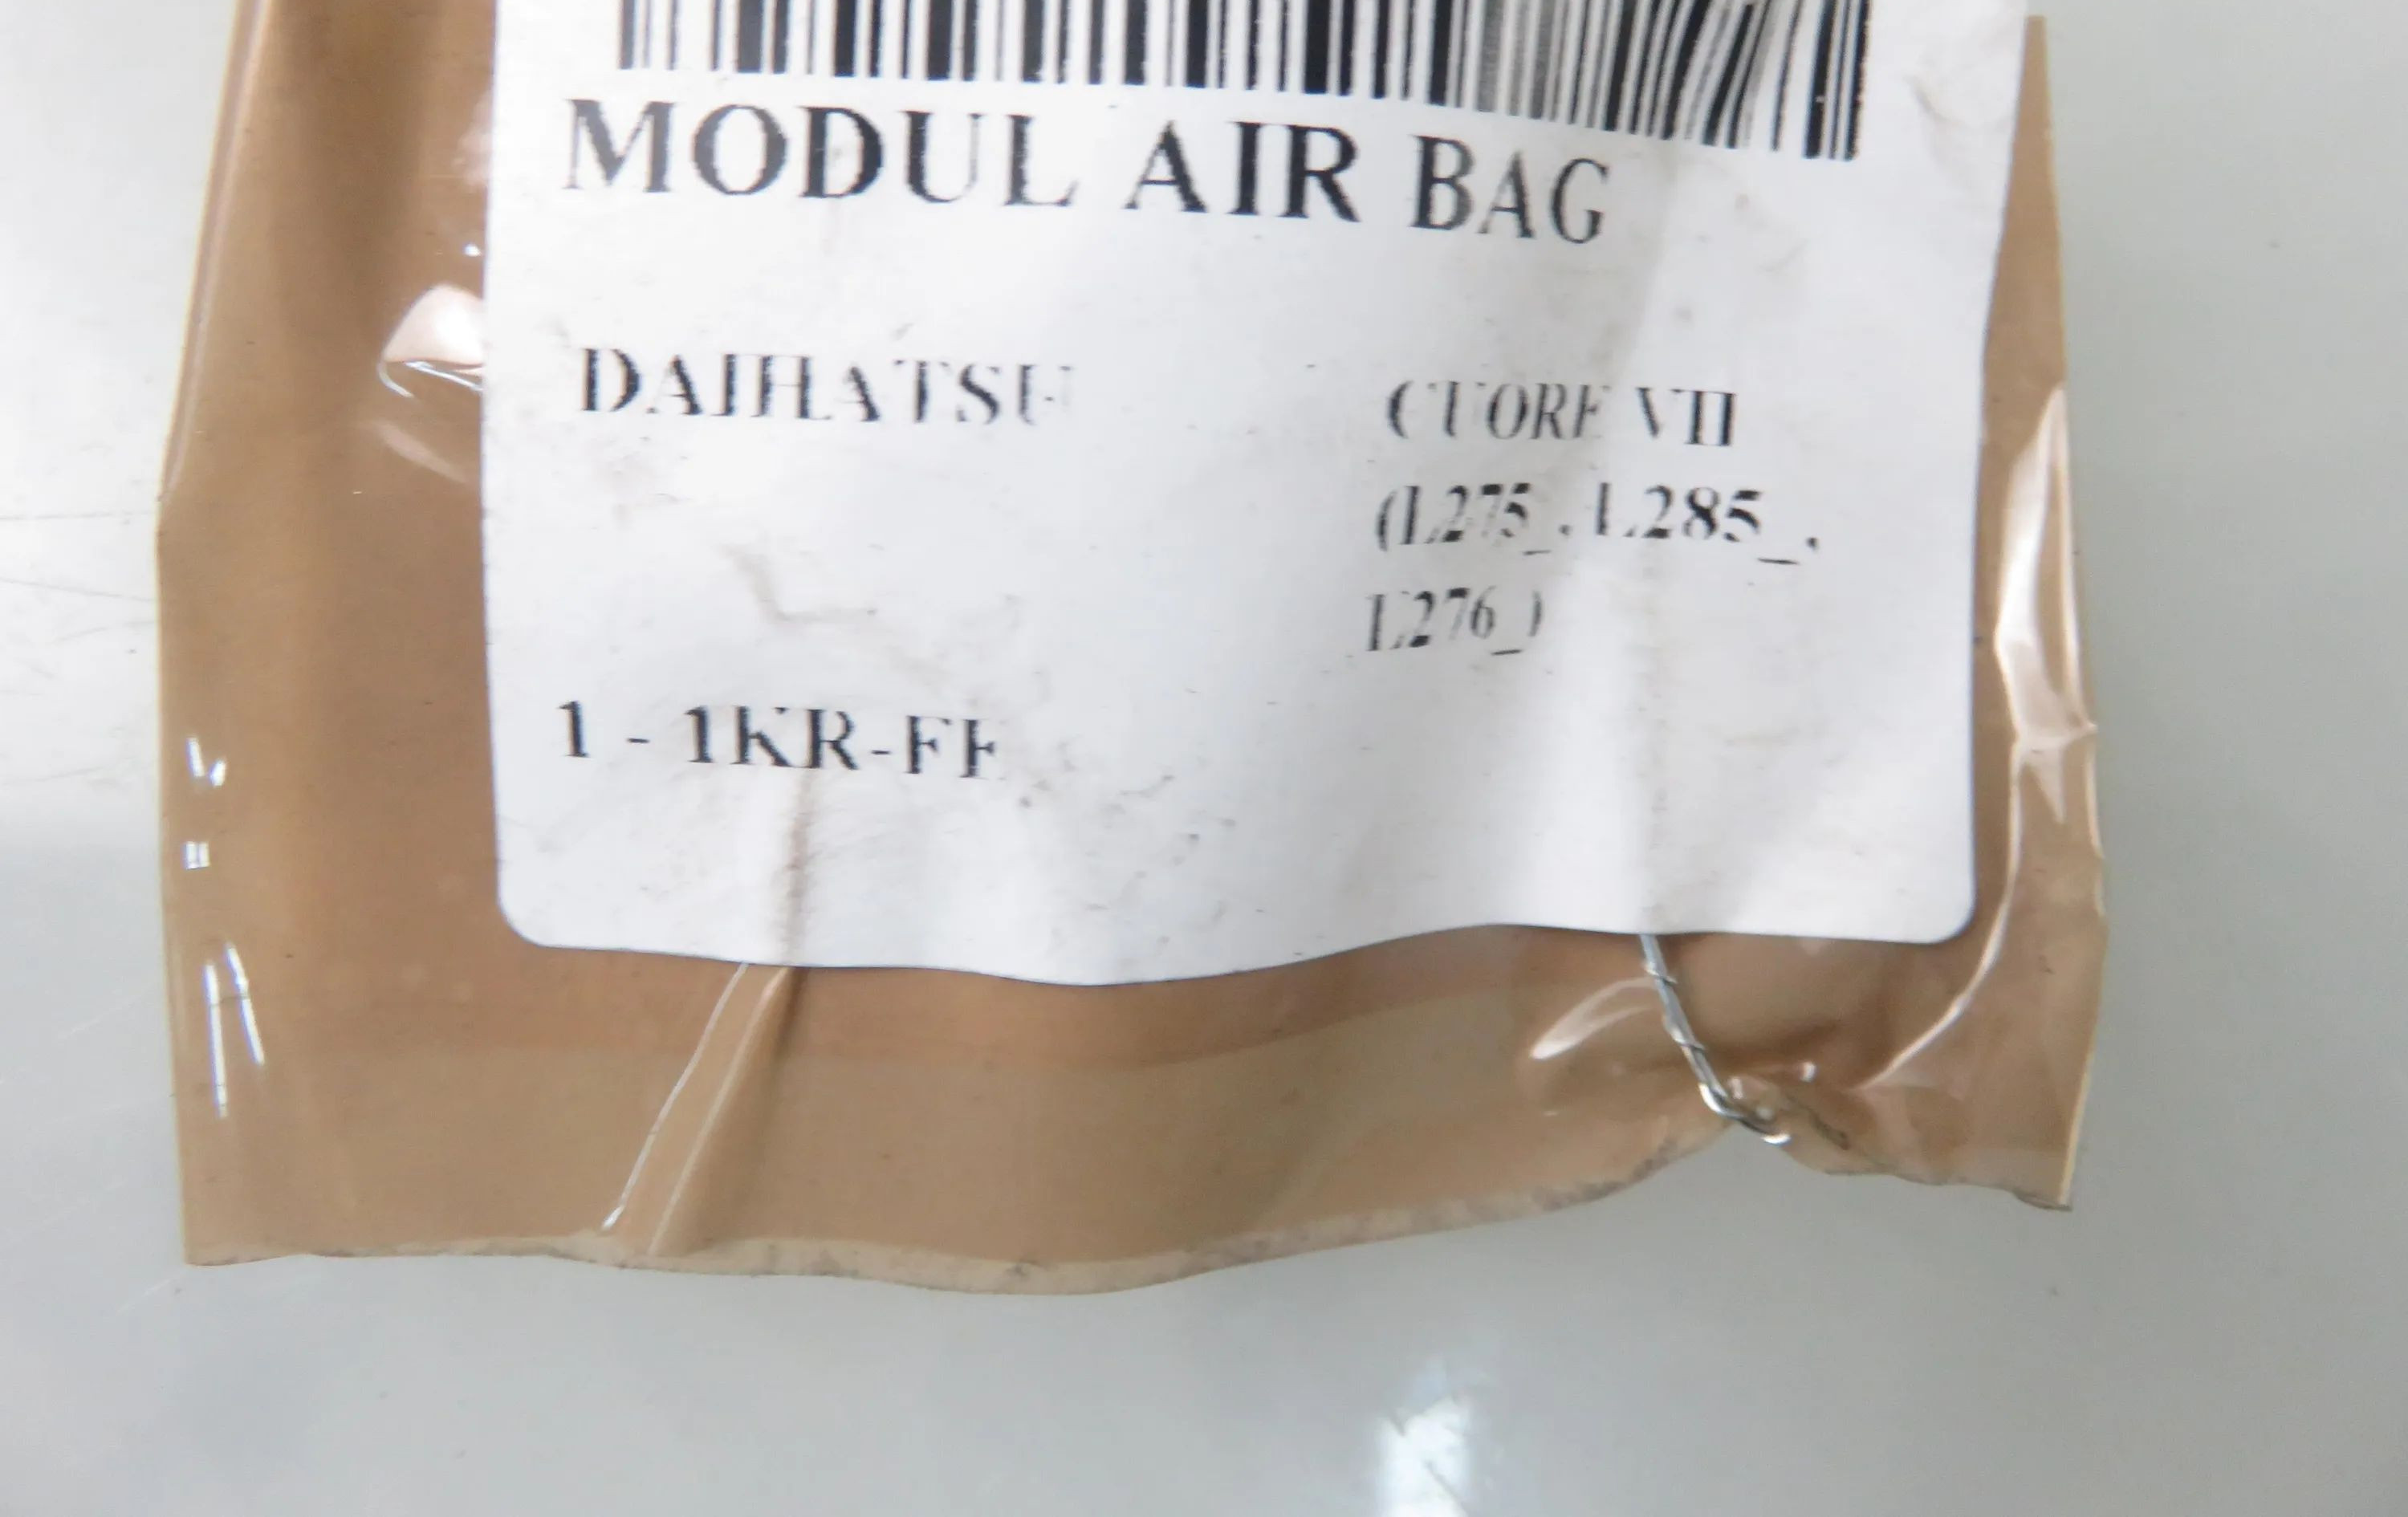 MODUL AIR BAG
DAIHATSU CUORE VII
(L275_, L285_,
L276_)
1 - 1KR-FE